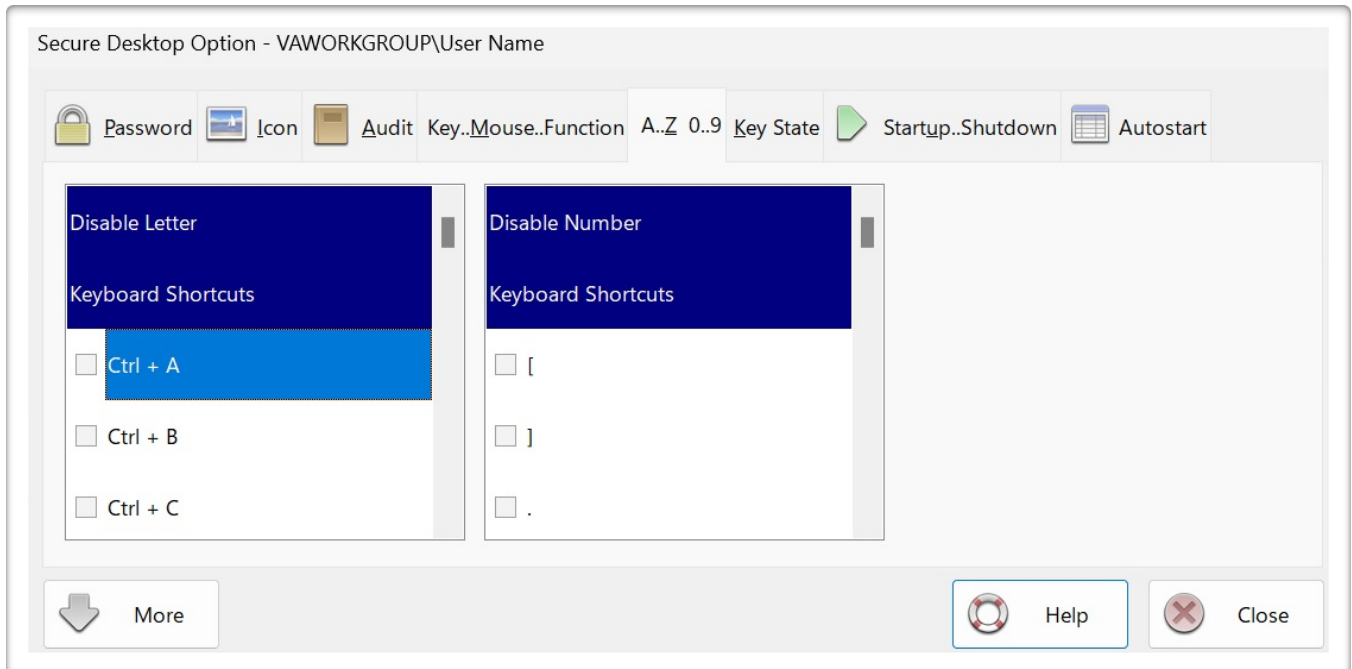 Secure Desktop Option - VAWORKGROUP\User Name
Password Icon Audit Key..Mouse..Function A..Z 0..9 Key State Startup..Shutdown Autostart
Disable Letter
Keyboard Shortcuts
Ctrl + A
Ctrl + B
Ctrl + C
Disable Number
Keyboard Shortcuts
[
]
.
More Help Close